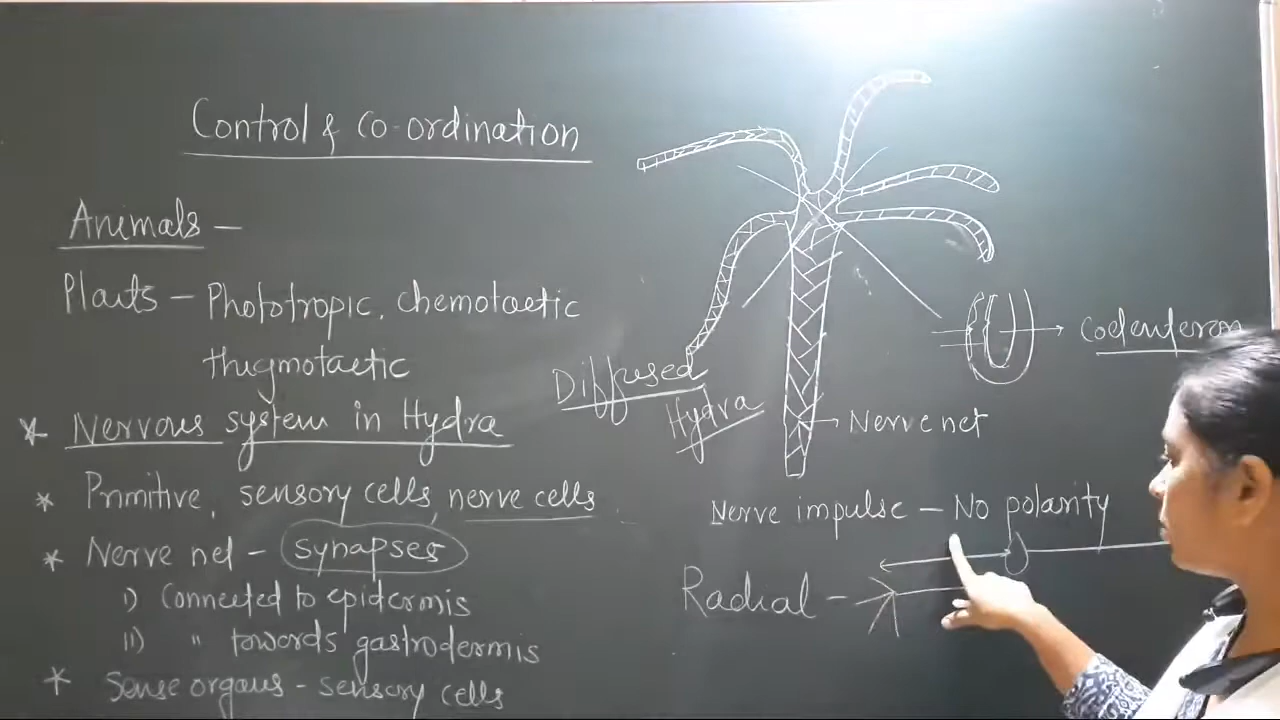 Control & Co-ordination
Animals -
Plants - Phototropic, chemotactic
thigmotactic
* Nervous system in Hydra
* Primitive, sensory cells, nerve cells
* Nerve net - synapses
i) Connected to epidermis
ii) " towards gastrodermis
* Sense organs - sensory cells
Diffused
Hydra
Coelenteron
Nerve net
Nerve impulse - No polarity
Radial -